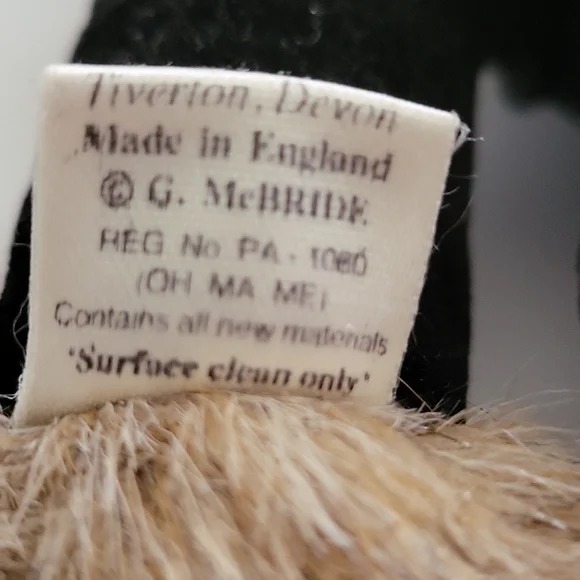 Tiverton, Devon
Made in England
© G. McBRIDE
REG. No PA - 1080
(OH MA ME)
Contains all new materials
'Surface clean only'